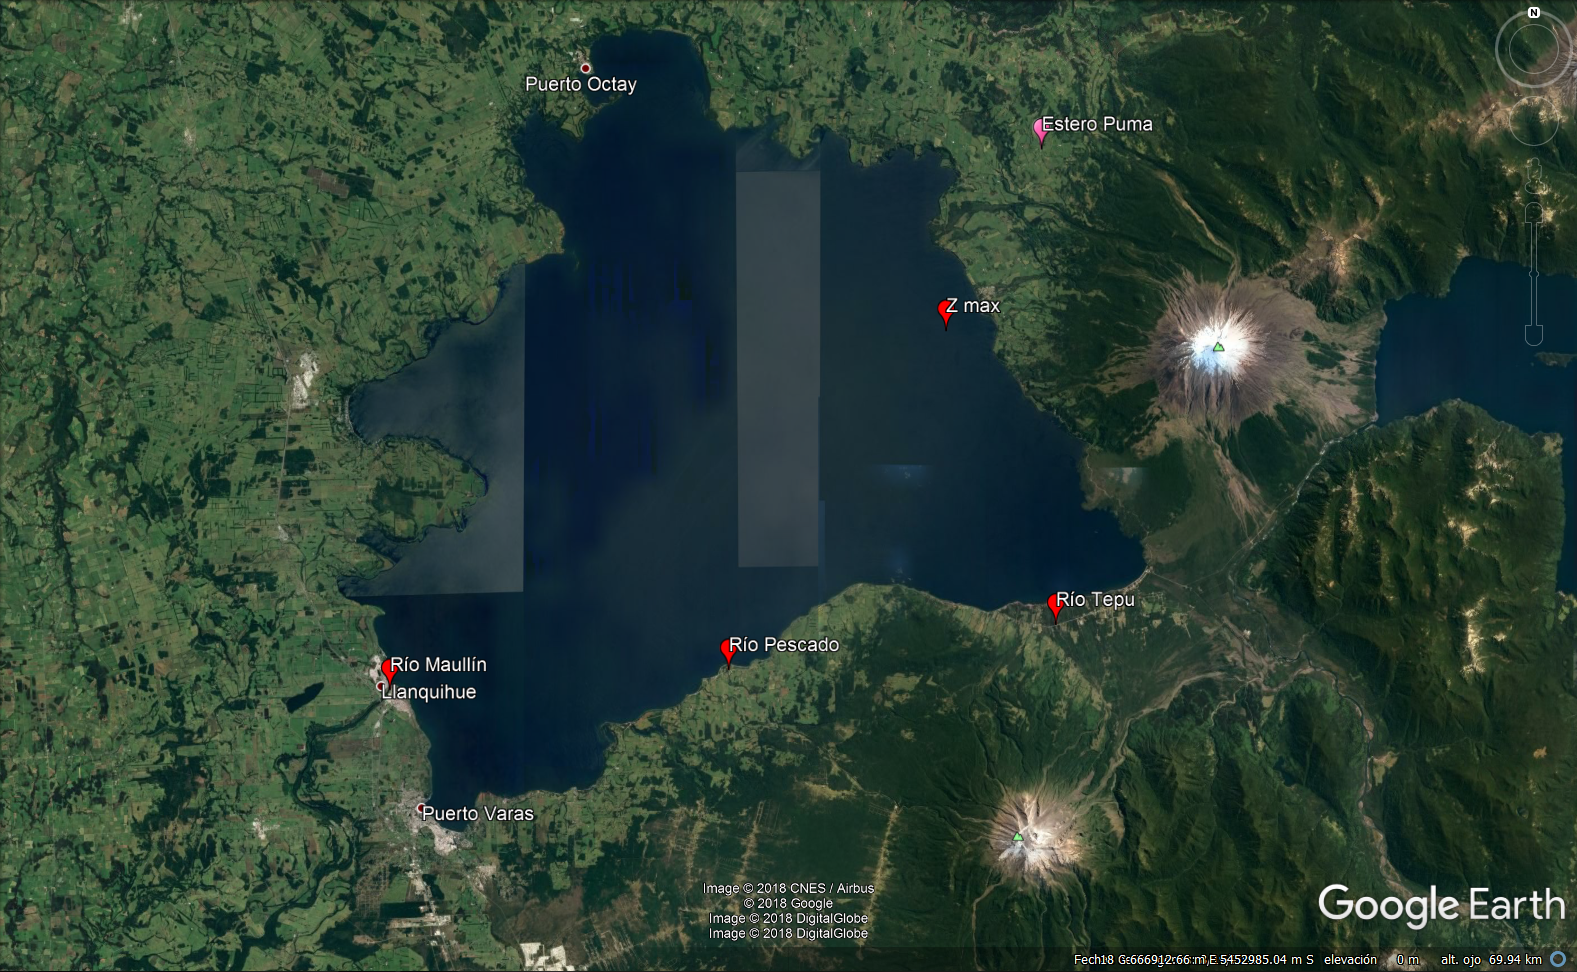 N
Puerto Octay
Estero Puma
Z max
Río Tepu
Río Pescado
Río Maullín
Llanquihue
Puerto Varas
Image © 2018 CNES / Airbus
© 2018 Google
Image © 2018 DigitalGlobe
Image © 2018 DigitalGlobe
Google Earth
5452985.04 m S elevación 0 m alt. ojo 69.94 km